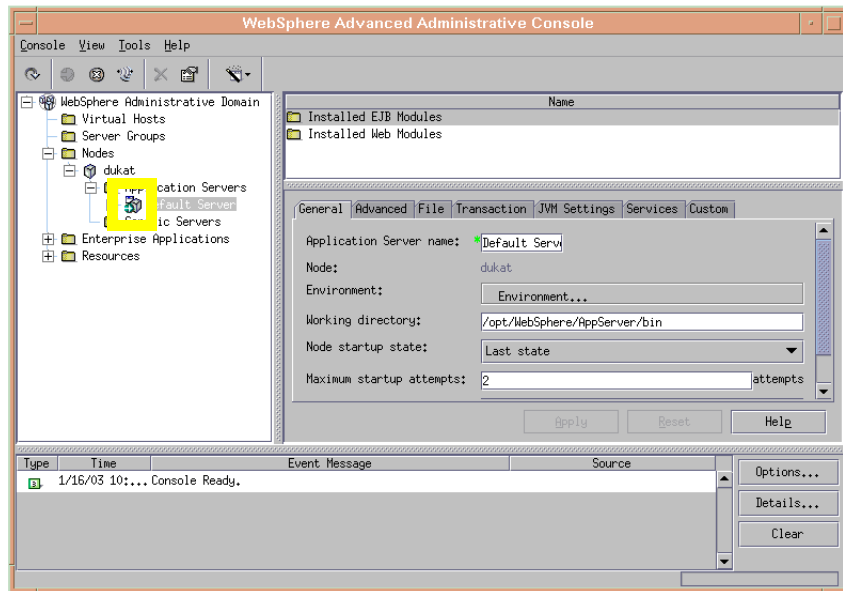 WebSphere Advanced Administrative Console
Console View Tools Help
WebSphere Administrative Domain
Virtual Hosts
Server Groups
Nodes
dukat
cation Servers
fault Server
ic Servers
Enterprise Applications
Resources
Name
Installed EJB Modules
Installed Web Modules
General Advanced File Transaction JVM Settings Services Custom
Application Server name: *Default Serv
Node: dukat
Environment: Environment...
Working directory: /opt/WebSphere/AppServer/bin
Node startup state: Last state
Maximum startup attempts: 2 attempts
Apply Reset Help
Type Time Event Message Source
1/16/03 10:... Console Ready.
Options...
Details...
Clear